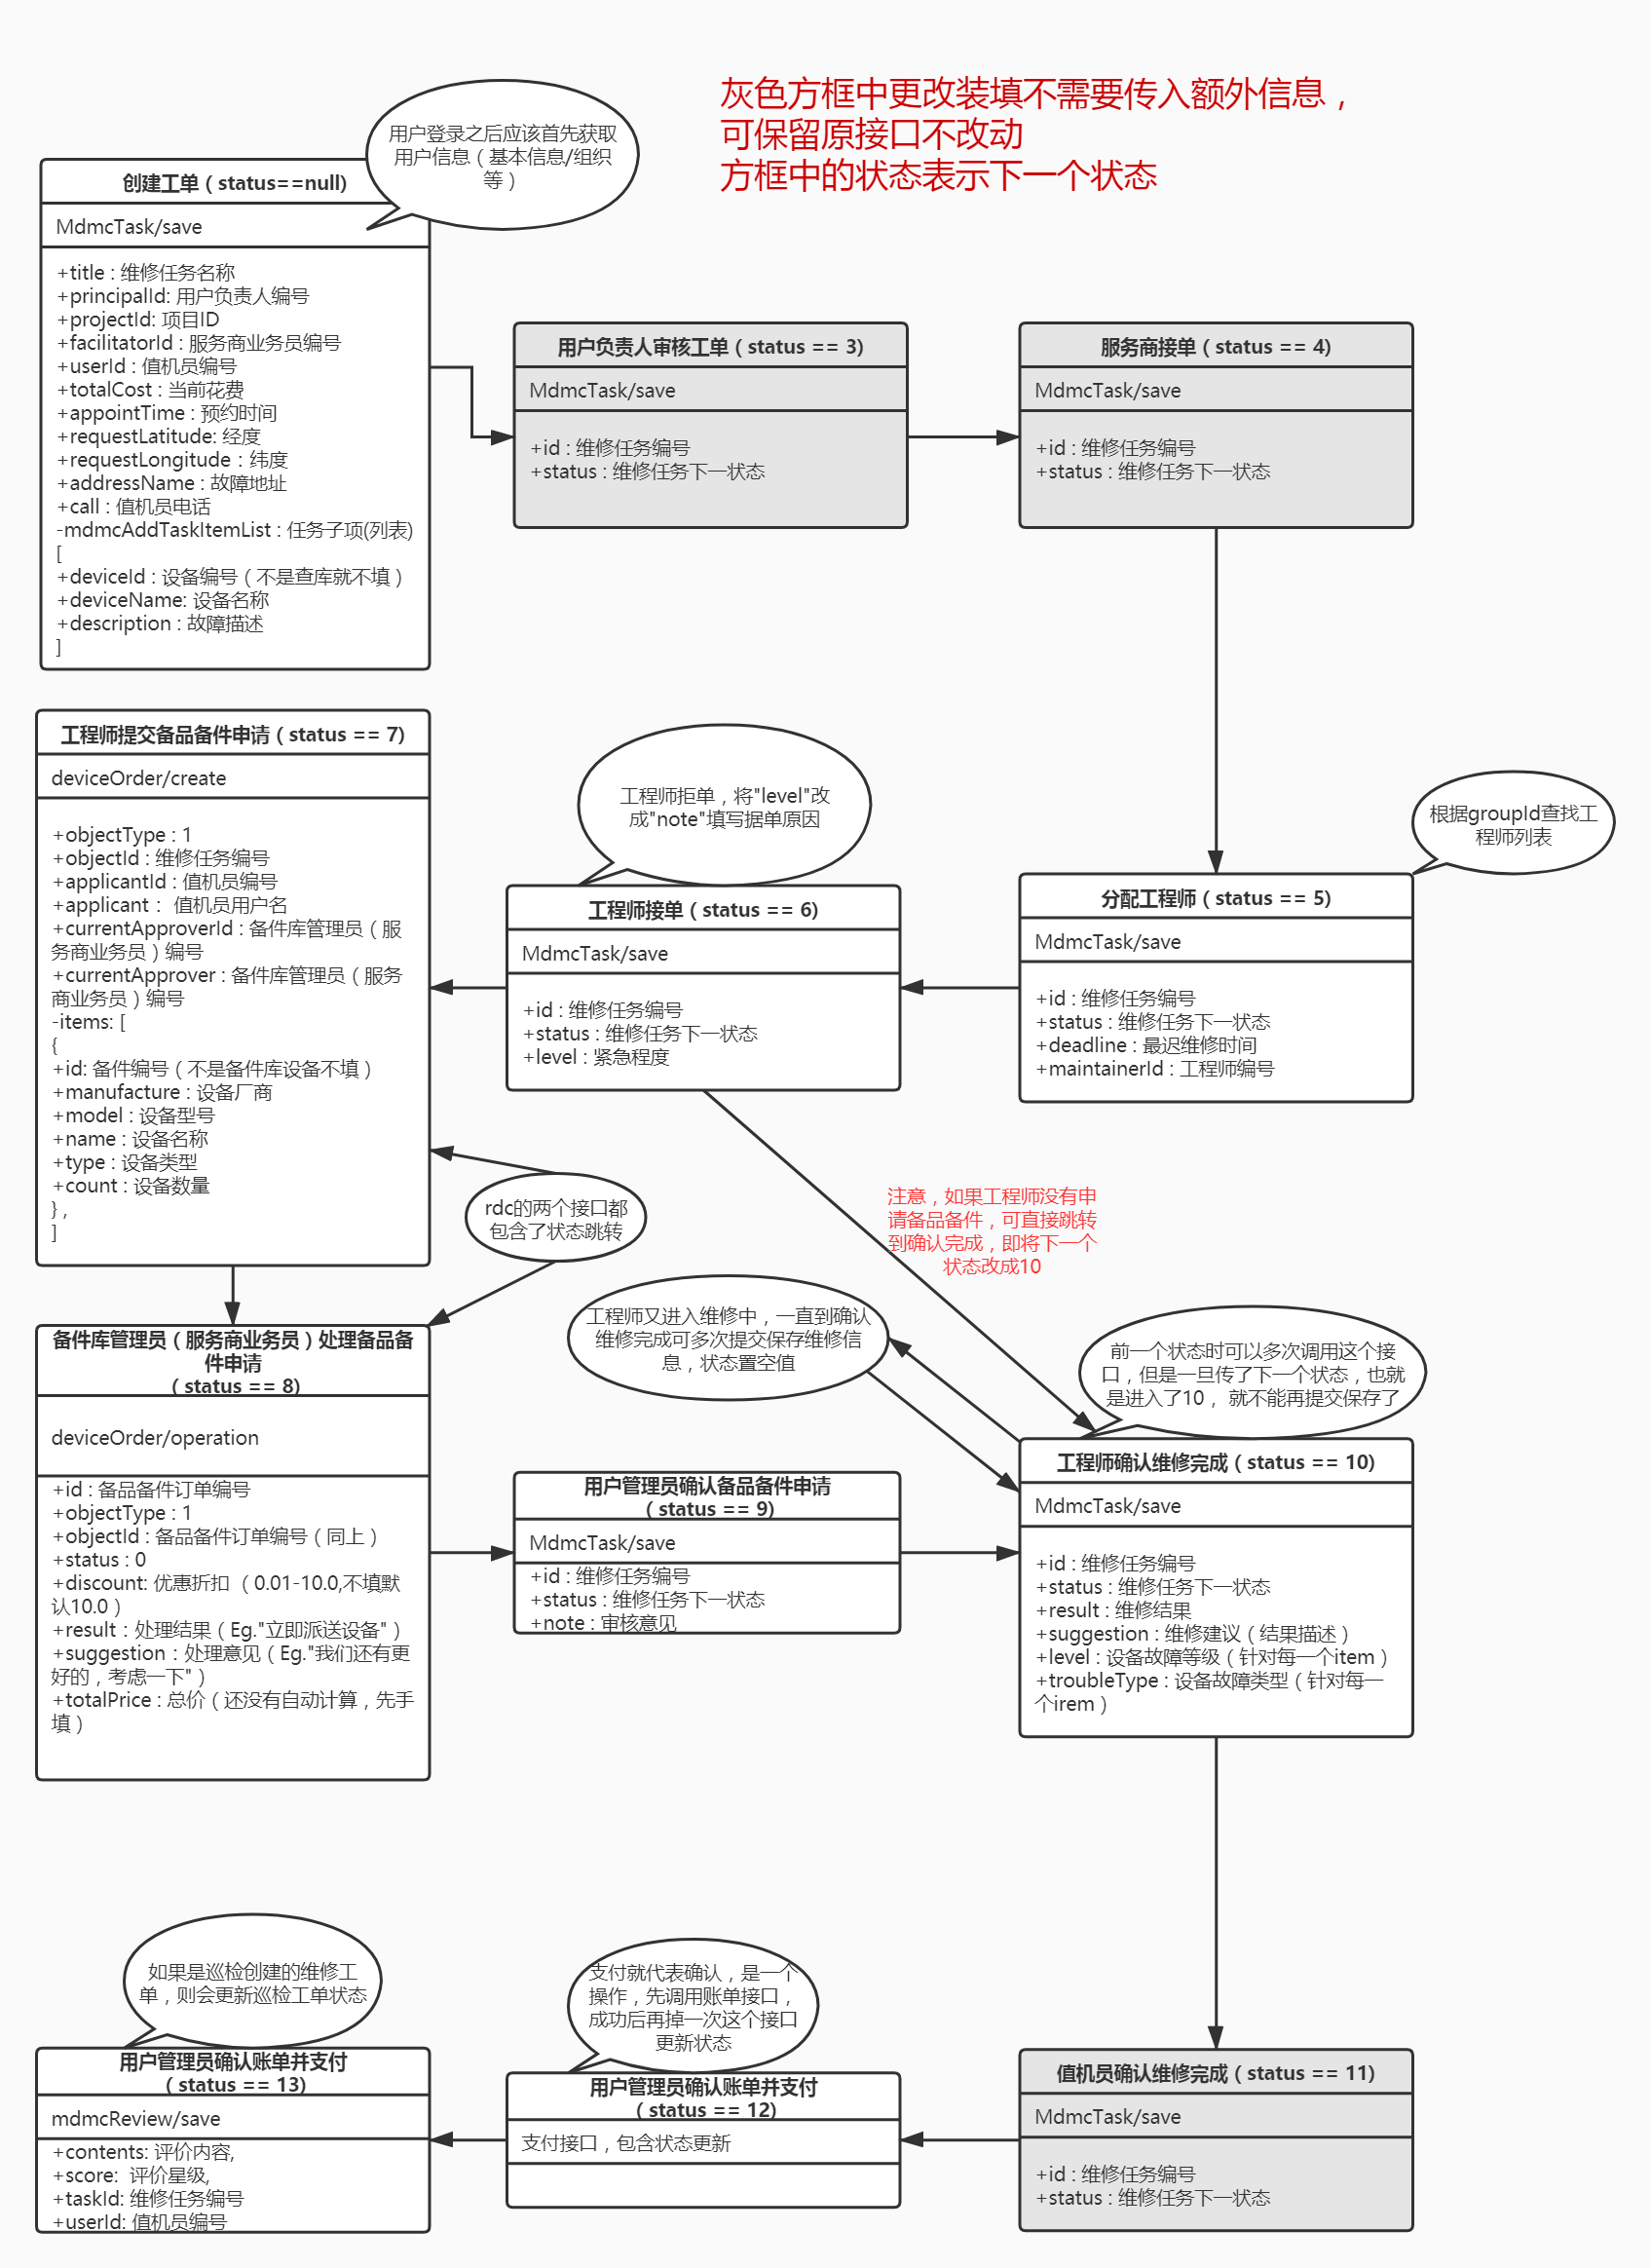 灰色方框中更改装填不需要传入额外信息，
可保留原接口不改动
方框中的状态表示下一个状态
用户登录之后应该首先获取
用户信息（基本信息/组织
等）
创建工单（status==null)
MdmcTask/save
+title : 维修任务名称
+principalId: 用户负责人编号
+projectId: 项目ID
+facilitatorId : 服务商业务员编号
+userId : 值机员编号
+totalCost : 当前花费
+appointTime : 预约时间
+requestLatitude: 经度
+requestLongitude : 纬度
+addressName : 故障地址
+call : 值机员电话
-mdmcAddTaskItemList : 任务子项(列表)
[
+deviceId : 设备编号（不是查库就不填）
+deviceName: 设备名称
+description : 故障描述
]
用户负责人审核工单（status == 3)
MdmcTask/save
+id : 维修任务编号
+status : 维修任务下一状态
服务商接单（status == 4)
MdmcTask/save
+id : 维修任务编号
+status : 维修任务下一状态
根据groupId查找工
程师列表
分配工程师（status == 5)
MdmcTask/save
+id : 维修任务编号
+status : 维修任务下一状态
+deadline : 最迟维修时间
+maintainerId : 工程师编号
工程师拒单，将"level"改
成"note"填写据单原因
工程师接单（status == 6)
MdmcTask/save
+id : 维修任务编号
+status : 维修任务下一状态
+level : 紧急程度
工程师提交备品备件申请（status == 7)
deviceOrder/create
+objectType : 1
+objectId : 维修任务编号
+applicantId : 值机员编号
+applicant： 值机员用户名
+currentApproverId : 备件库管理员（服
务商业务员）编号
+currentApprover : 备件库管理员（服务
商业务员）编号
-items: [
{
+id: 备件编号（不是备件库设备不填）
+manufacture : 设备厂商
+model : 设备型号
+name : 设备名称
+type : 设备类型
+count : 设备数量
} ,
]
rdc的两个接口都
包含了状态跳转
注意，如果工程师没有申
请备品备件，可直接跳转
到确认完成，即将下一个
状态改成10
工程师又进入维修中，一直到确认
维修完成可多次提交保存维修信
息，状态置空值
前一个状态时可以多次调用这个接
口，但是一旦传了下一个状态，也就
是进入了10， 就不能再提交保存了
备件库管理员（服务商业务员）处理备品备
件申请
（status == 8)
deviceOrder/operation
+id : 备品备件订单编号
+objectType : 1
+objectId : 备品备件订单编号（同上）
+status : 0
+discount: 优惠折扣 （0.01-10.0,不填默
认10.0）
+result : 处理结果（Eg."立即派送设备"）
+suggestion : 处理意见（Eg."我们还有更
好的，考虑一下"）
+totalPrice : 总价（还没有自动计算，先手
填）
用户管理员确认备品备件申请
（status == 9)
MdmcTask/save
+id : 维修任务编号
+status : 维修任务下一状态
+note : 审核意见
工程师确认维修完成（status == 10)
MdmcTask/save
+id : 维修任务编号
+status : 维修任务下一状态
+result : 维修结果
+suggestion : 维修建议（结果描述）
+level : 设备故障等级（针对每一个item）
+troubleType : 设备故障类型（针对每一
个irem）
如果是巡检创建的维修工
单，则会更新巡检工单状态
用户管理员确认账单并支付
（status == 13)
mdmcReview/save
+contents: 评价内容,
+score: 评价星级,
+taskId: 维修任务编号
+userId: 值机员编号
支付就代表确认，是一个
操作，先调用账单接口，
成功后再掉一次这个接口
更新状态
用户管理员确认账单并支付
（status == 12)
支付接口，包含状态更新
值机员确认维修完成（status == 11)
MdmcTask/save
+id : 维修任务编号
+status : 维修任务下一状态